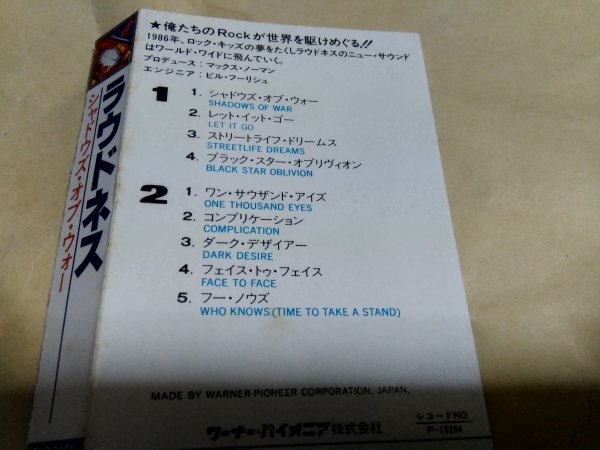 ★俺たちのRockが世界を駆けめぐる!!
1986年、ロック・キッズの夢をたくしラウドネスのニュー・サウンド
はワールド・ワイドに飛んでいく。
プロデュース：マックス・ノーマン
エンジニア：ビル・フーリシュ
1
1. シャドウズ・オブ・ウォー
SHADOWS OF WAR
2. レット・イット・ゴー
LET IT GO
3. ストリートライフ・ドリームス
STREETLIFE DREAMS
4. ブラック・スター・オブリヴィオン
BLACK STAR OBLIVION
2
1. ワン・サウザンド・アイズ
ONE THOUSAND EYES
2. コンプリケーション
COMPLICATION
3. ダーク・デザイアー
DARK DESIRE
4. フェイス・トゥ・フェイス
FACE TO FACE
5. フー・ノウズ
WHO KNOWS (TIME TO TAKE A STAND)
MADE BY WARNER-PIONEER CORPORATION, JAPAN.
ワーナー・パイオニア株式会社
レコードNO.
P-13264
ラウドネス
シャドウズ・オブ・ウォー